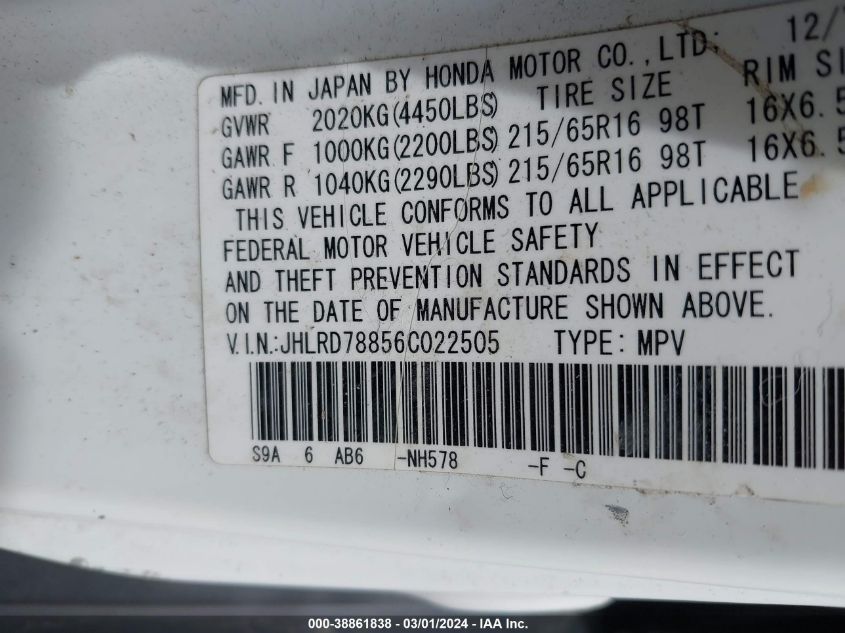 12/
MFD. IN JAPAN BY HONDA MOTOR CO., LTD.
GVWR 2020KG(4450LBS) TIRE SIZE RIM SI
GAWR F 1000KG(2200LBS) 215/65R16 98T 16X6.5
GAWR R 1040KG(2290LBS) 215/65R16 98T 16X6.5
THIS VEHICLE CONFORMS TO ALL APPLICABLE
FEDERAL MOTOR VEHICLE SAFETY
AND THEFT PREVENTION STANDARDS IN EFFECT
ON THE DATE OF MANUFACTURE SHOWN ABOVE.
V.I.N.:JHLRD78856C022505 TYPE: MPV
S9A 6 AB6 -NH578 -F -C
000-38861838 - 03/01/2024 - IAA Inc.